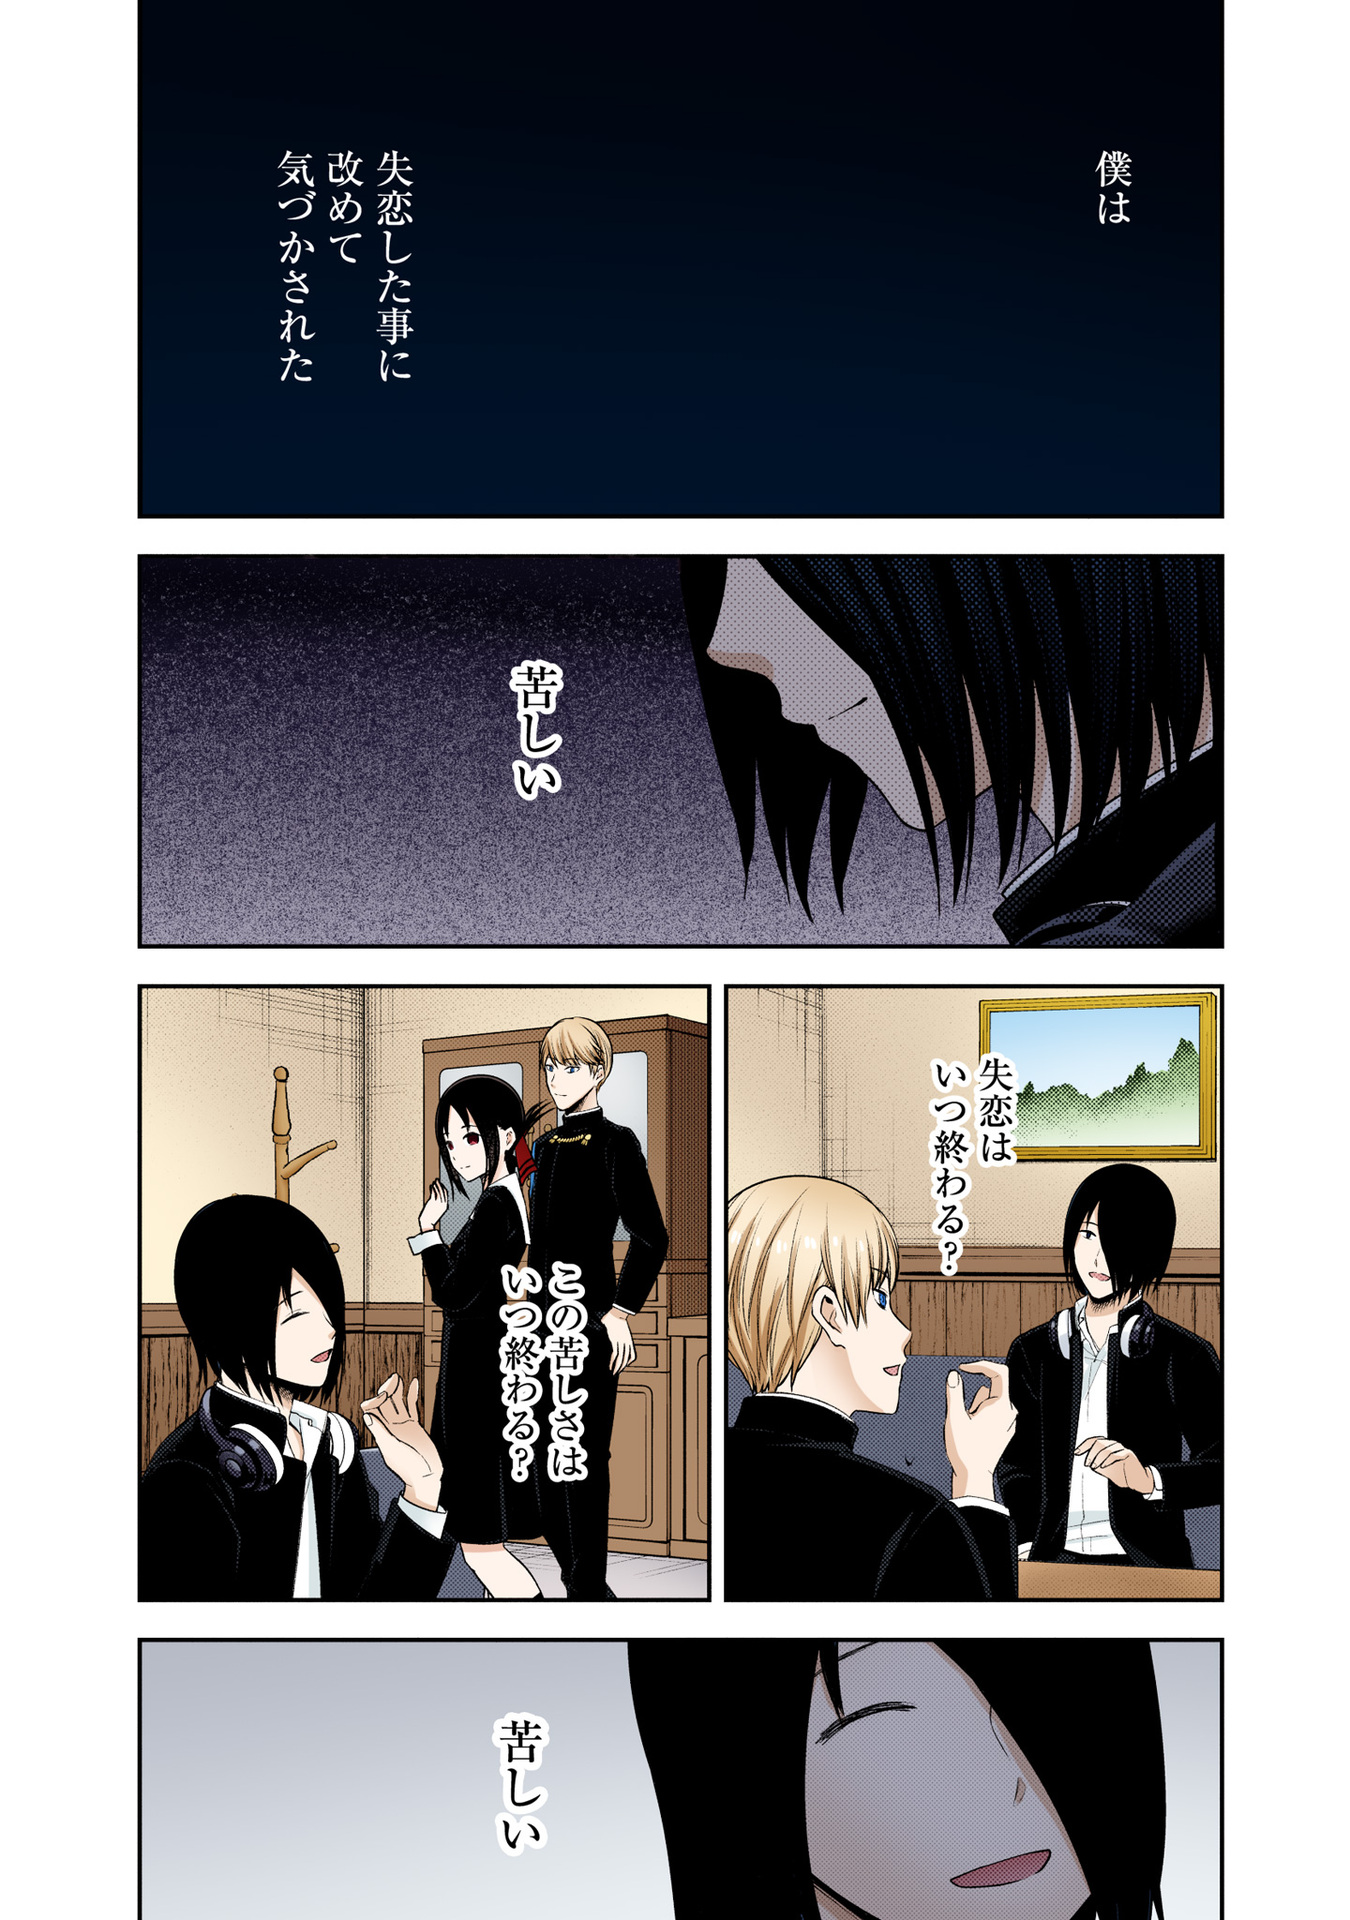 僕は
失恋した事に
改めて
気づかされた
苦しい
失恋は
いつ終わる?
この苦しさは
いつ終わる?
苦しい